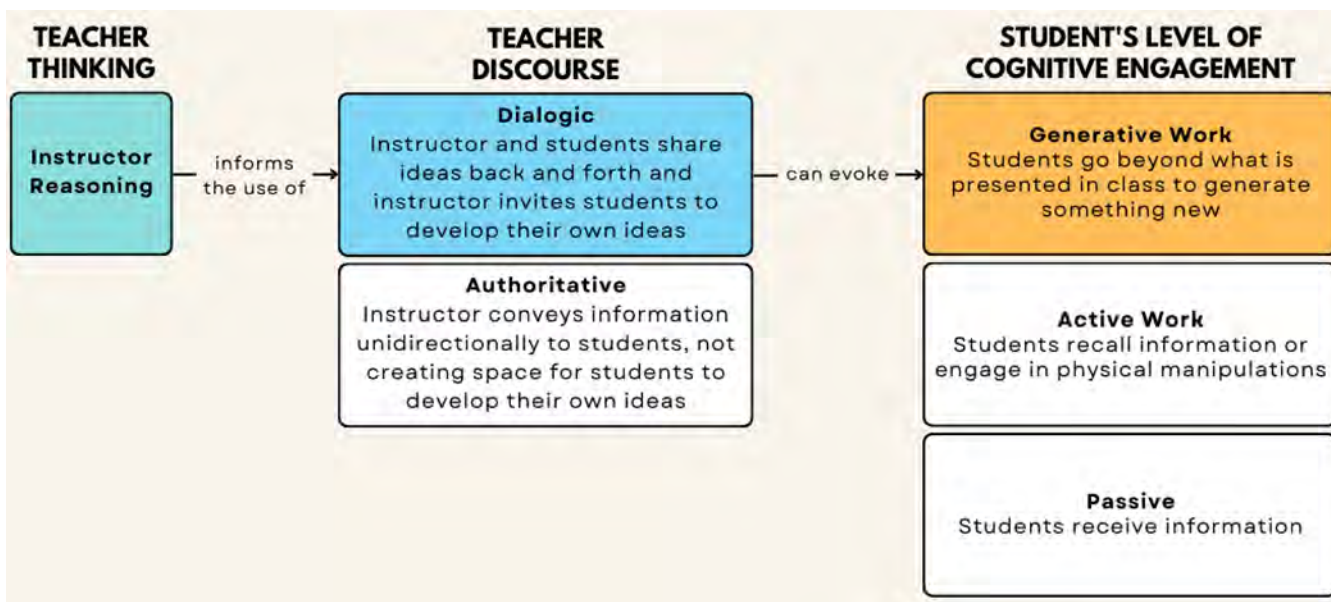 TEACHER
THINKING
Instructor
Reasoning
informs
the use of
TEACHER
DISCOURSE
Dialogic
Instructor and students share
ideas back and forth and
instructor invites students to
develop their own ideas
Authoritative
Instructor conveys information
unidirectionally to students, not
creating space for students to
develop their own ideas
can evoke
STUDENT'S LEVEL OF
COGNITIVE ENGAGEMENT
Generative Work
Students go beyond what is
presented in class to generate
something new
Active Work
Students recall information or
engage in physical manipulations
Passive
Students receive information